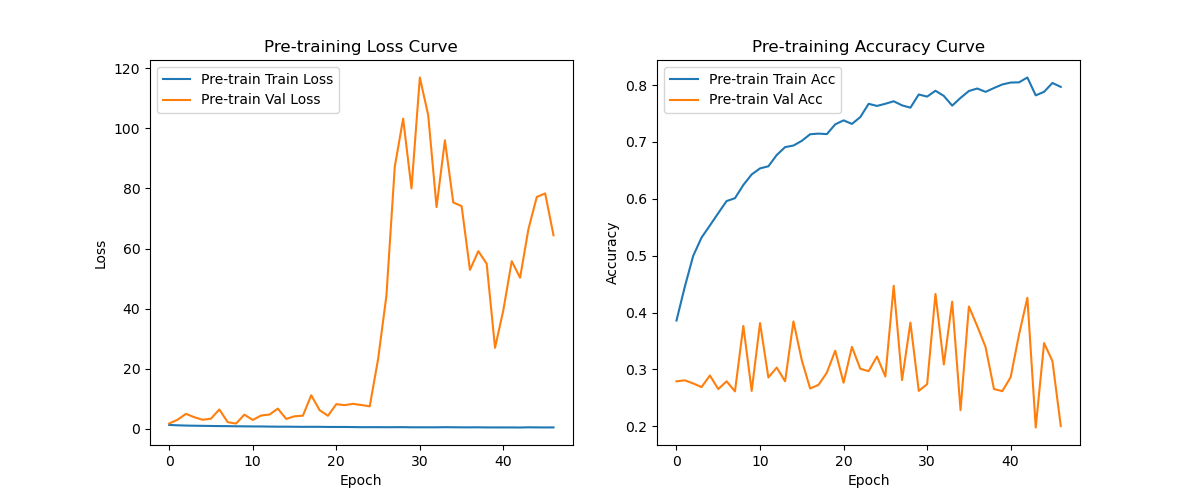 Pre-training Loss Curve
Pre-train Train Loss
Pre-train Val Loss
120
100
80
60
40
20
0
Loss
0 10 20 30 40
Epoch
Pre-training Accuracy Curve
Pre-train Train Acc
Pre-train Val Acc
0.8
0.7
0.6
0.5
0.4
0.3
0.2
Accuracy
0 10 20 30 40
Epoch